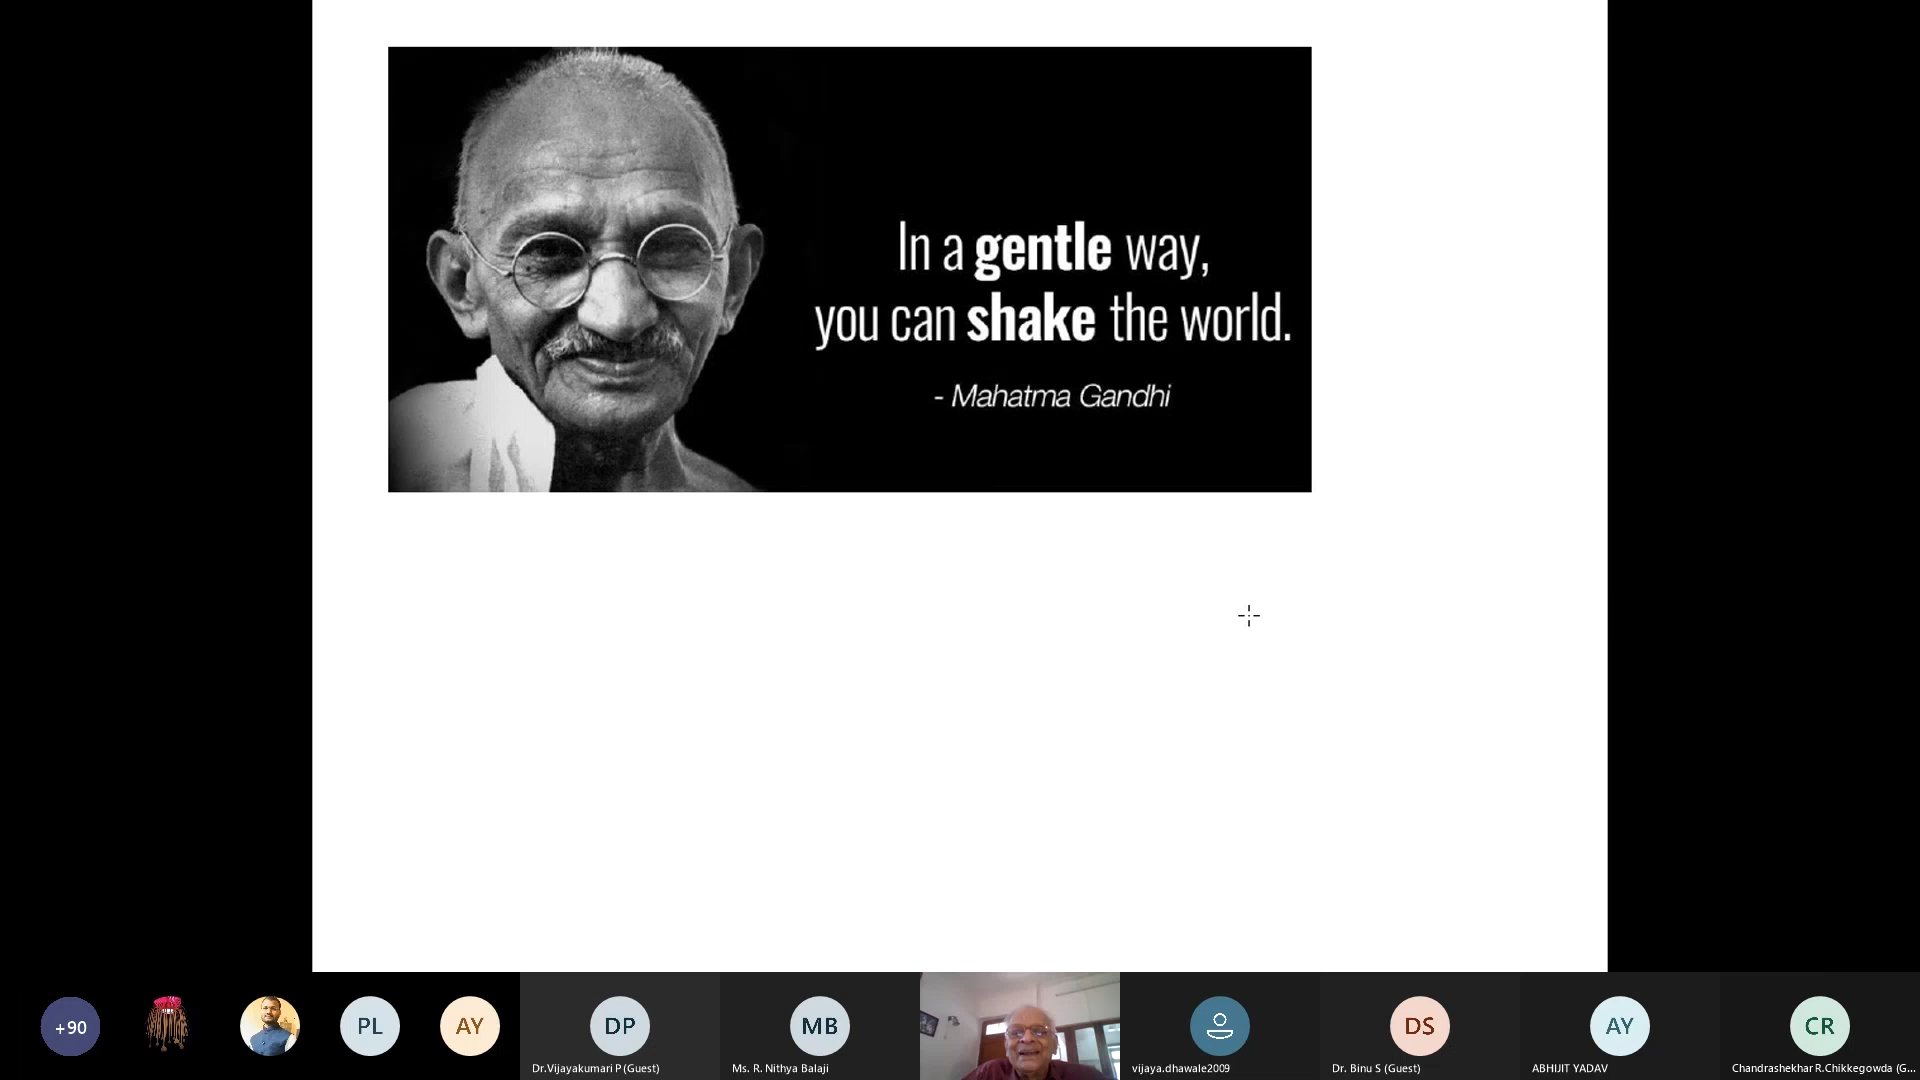 In a gentle way,
you can shake the world.
- Mahatma Gandhi
+90
PL
AY
DP
Dr.Vijayakumari P (Guest)
MB
Ms. R. Nithya Balaji
vijaya.dhawale2009
DS
Dr. Binu S (Guest)
AY
ABHIJIT YADAV
CR
Chandrashekhar R.Chikkegowda (G...